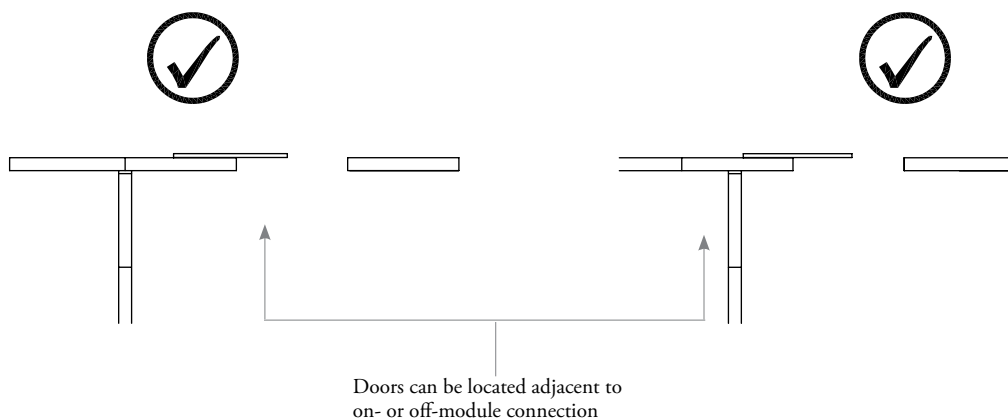 Doors can be located adjacent to
on- or off-module connection